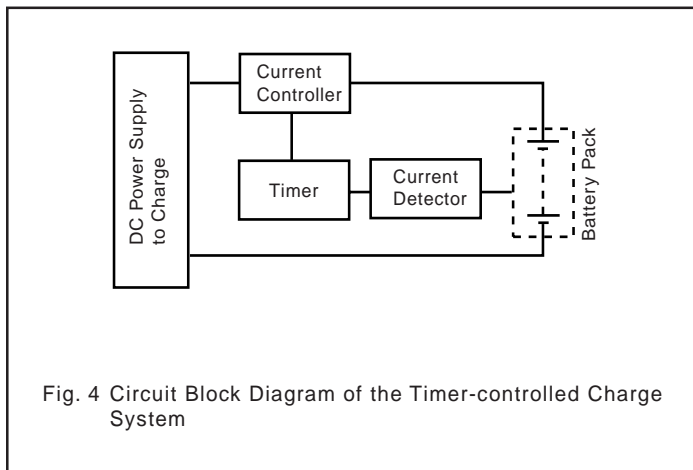 DC Power Supply
to Charge
Current
Controller
Timer
Current
Detector
Battery Pack
Fig. 4 Circuit Block Diagram of the Timer-controlled Charge
System